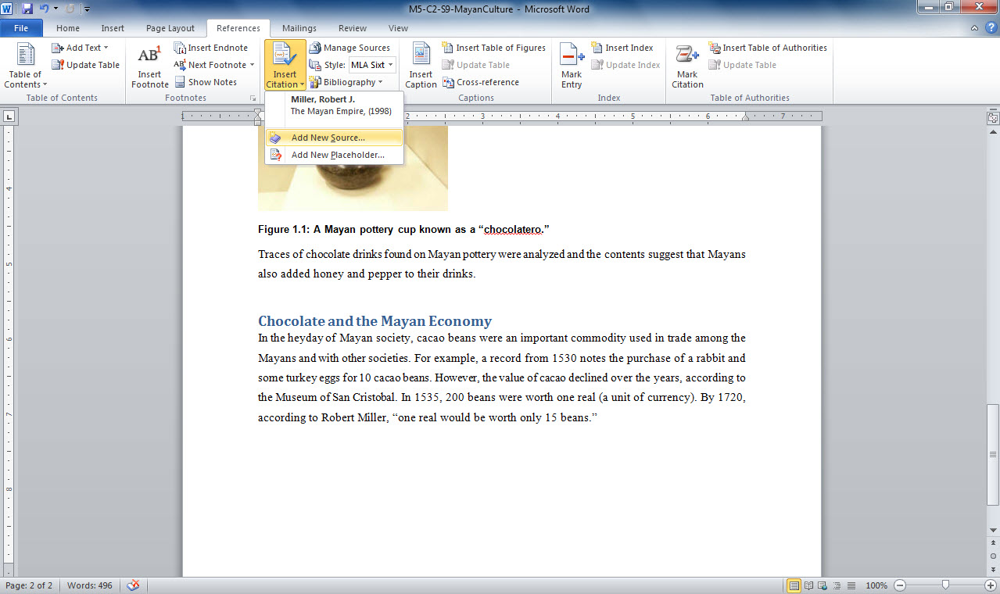 M5-C2-S9-MayanCulture - Microsoft Word
File Home Insert Page Layout References Mailings Review View
Table of Contents
Add Text
Update Table
Table of Contents
AB1
Insert Footnote
Insert Endnote
AB1 Next Footnote
Show Notes
Footnotes
Insert Citation
Manage Sources
Style: MLA Sixt
Bibliography
Insert Caption
Insert Table of Figures
Update Table
Cross-reference
Captions
Mark Entry
Insert Index
Update Index
Index
Mark Citation
Insert Table of Authorities
Update Table
Table of Authorities
Miller, Robert J.
The Mayan Empire, (1998)
Add New Source...
Add New Placeholder...
1 2 3 4 5 6 7
4
5
6
7
8
Figure 1.1: A Mayan pottery cup known as a “chocolatero.”
Traces of chocolate drinks found on Mayan pottery were analyzed and the contents suggest that Mayans
also added honey and pepper to their drinks.
Chocolate and the Mayan Economy
In the heyday of Mayan society, cacao beans were an important commodity used in trade among the
Mayans and with other societies. For example, a record from 1530 notes the purchase of a rabbit and
some turkey eggs for 10 cacao beans. However, the value of cacao declined over the years, according to
the Museum of San Cristobal. In 1535, 200 beans were worth one real (a unit of currency). By 1720,
according to Robert Miller, “one real would be worth only 15 beans.”
Page: 2 of 2 Words: 496 100%